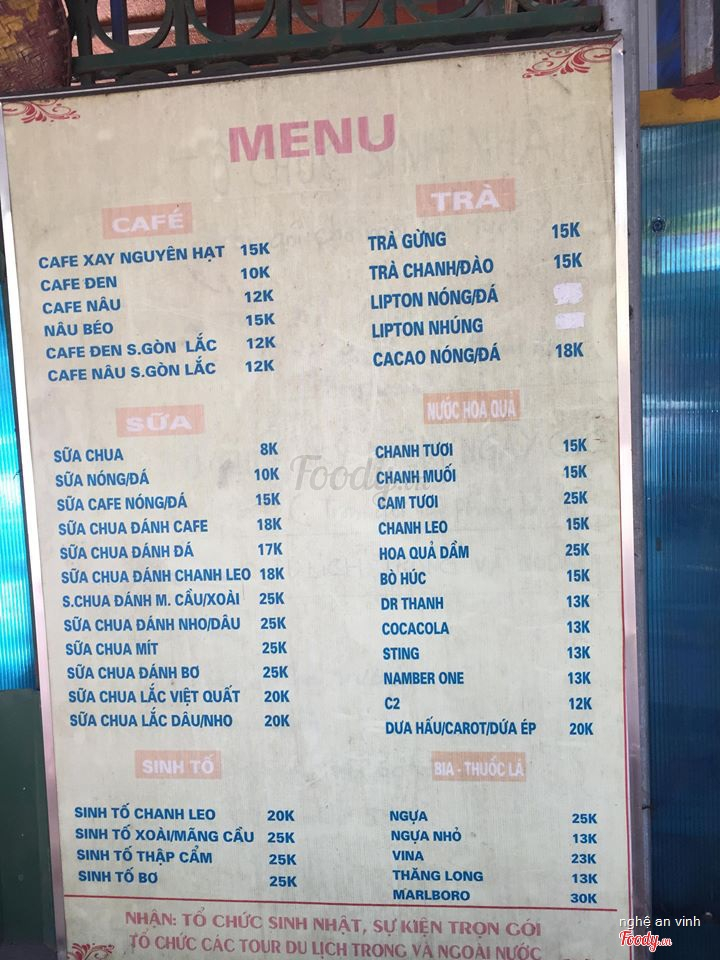 MENU
CAFÉ
CAFE XAY NGUYÊN HẠT 15K
CAFE ĐEN 10K
CAFE NÂU 12K
NÂU BÉO 15K
CAFE ĐEN S.GÒN LẮC 12K
CAFE NÂU S.GÒN LẮC 12K
SỮA
SỮA CHUA 8K
SỮA NÓNG/ĐÁ 10K
SỮA CAFE NÓNG/ĐÁ 15K
SỮA CHUA ĐÁNH CAFE 18K
SỮA CHUA ĐÁNH ĐÁ 17K
SỮA CHUA ĐÁNH CHANH LEO 18K
S.CHUA ĐÁNH M. CẦU/XOÀI 25K
SỮA CHUA ĐÁNH NHO/DÂU 25K
SỮA CHUA MÍT 25K
SỮA CHUA ĐÁNH BƠ 25K
SỮA CHUA LẮC VIỆT QUẤT 20K
SỮA CHUA LẮC DÂU/NHO 20K
SINH TỐ
SINH TỐ CHANH LEO 20K
SINH TỐ XOÀI/MÃNG CẦU 25K
SINH TỐ THẬP CẨM 25K
SINH TỐ BƠ 25K
TRÀ
TRÀ GỪNG 15K
TRÀ CHANH/ĐÀO 15K
LIPTON NÓNG/ĐÁ
LIPTON NHÚNG
CACAO NÓNG/ĐÁ 18K
NƯỚC HOA QUẢ
CHANH TƯƠI 15K
CHANH MUỐI 15K
CAM TƯƠI 25K
CHANH LEO 15K
HOA QUẢ DẦM 25K
BÒ HÚC 15K
DR THANH 13K
COCACOLA 13K
STING 13K
NAMBER ONE 13K
C2 12K
DƯA HẤU/CAROT/DỨA ÉP 20K
BIA - THUỐC LÁ
NGỰA 25K
NGỰA NHỎ 13K
VINA 23K
THĂNG LONG 13K
MARLBORO 30K
NHẬN: TỔ CHỨC SINH NHẬT, SỰ KIỆN TRỌN GÓI
TỔ CHỨC CÁC TOUR DU LỊCH TRONG VÀ NGOÀI NƯỚC
Foody.vn
nghệ an vinh
Foody.vn